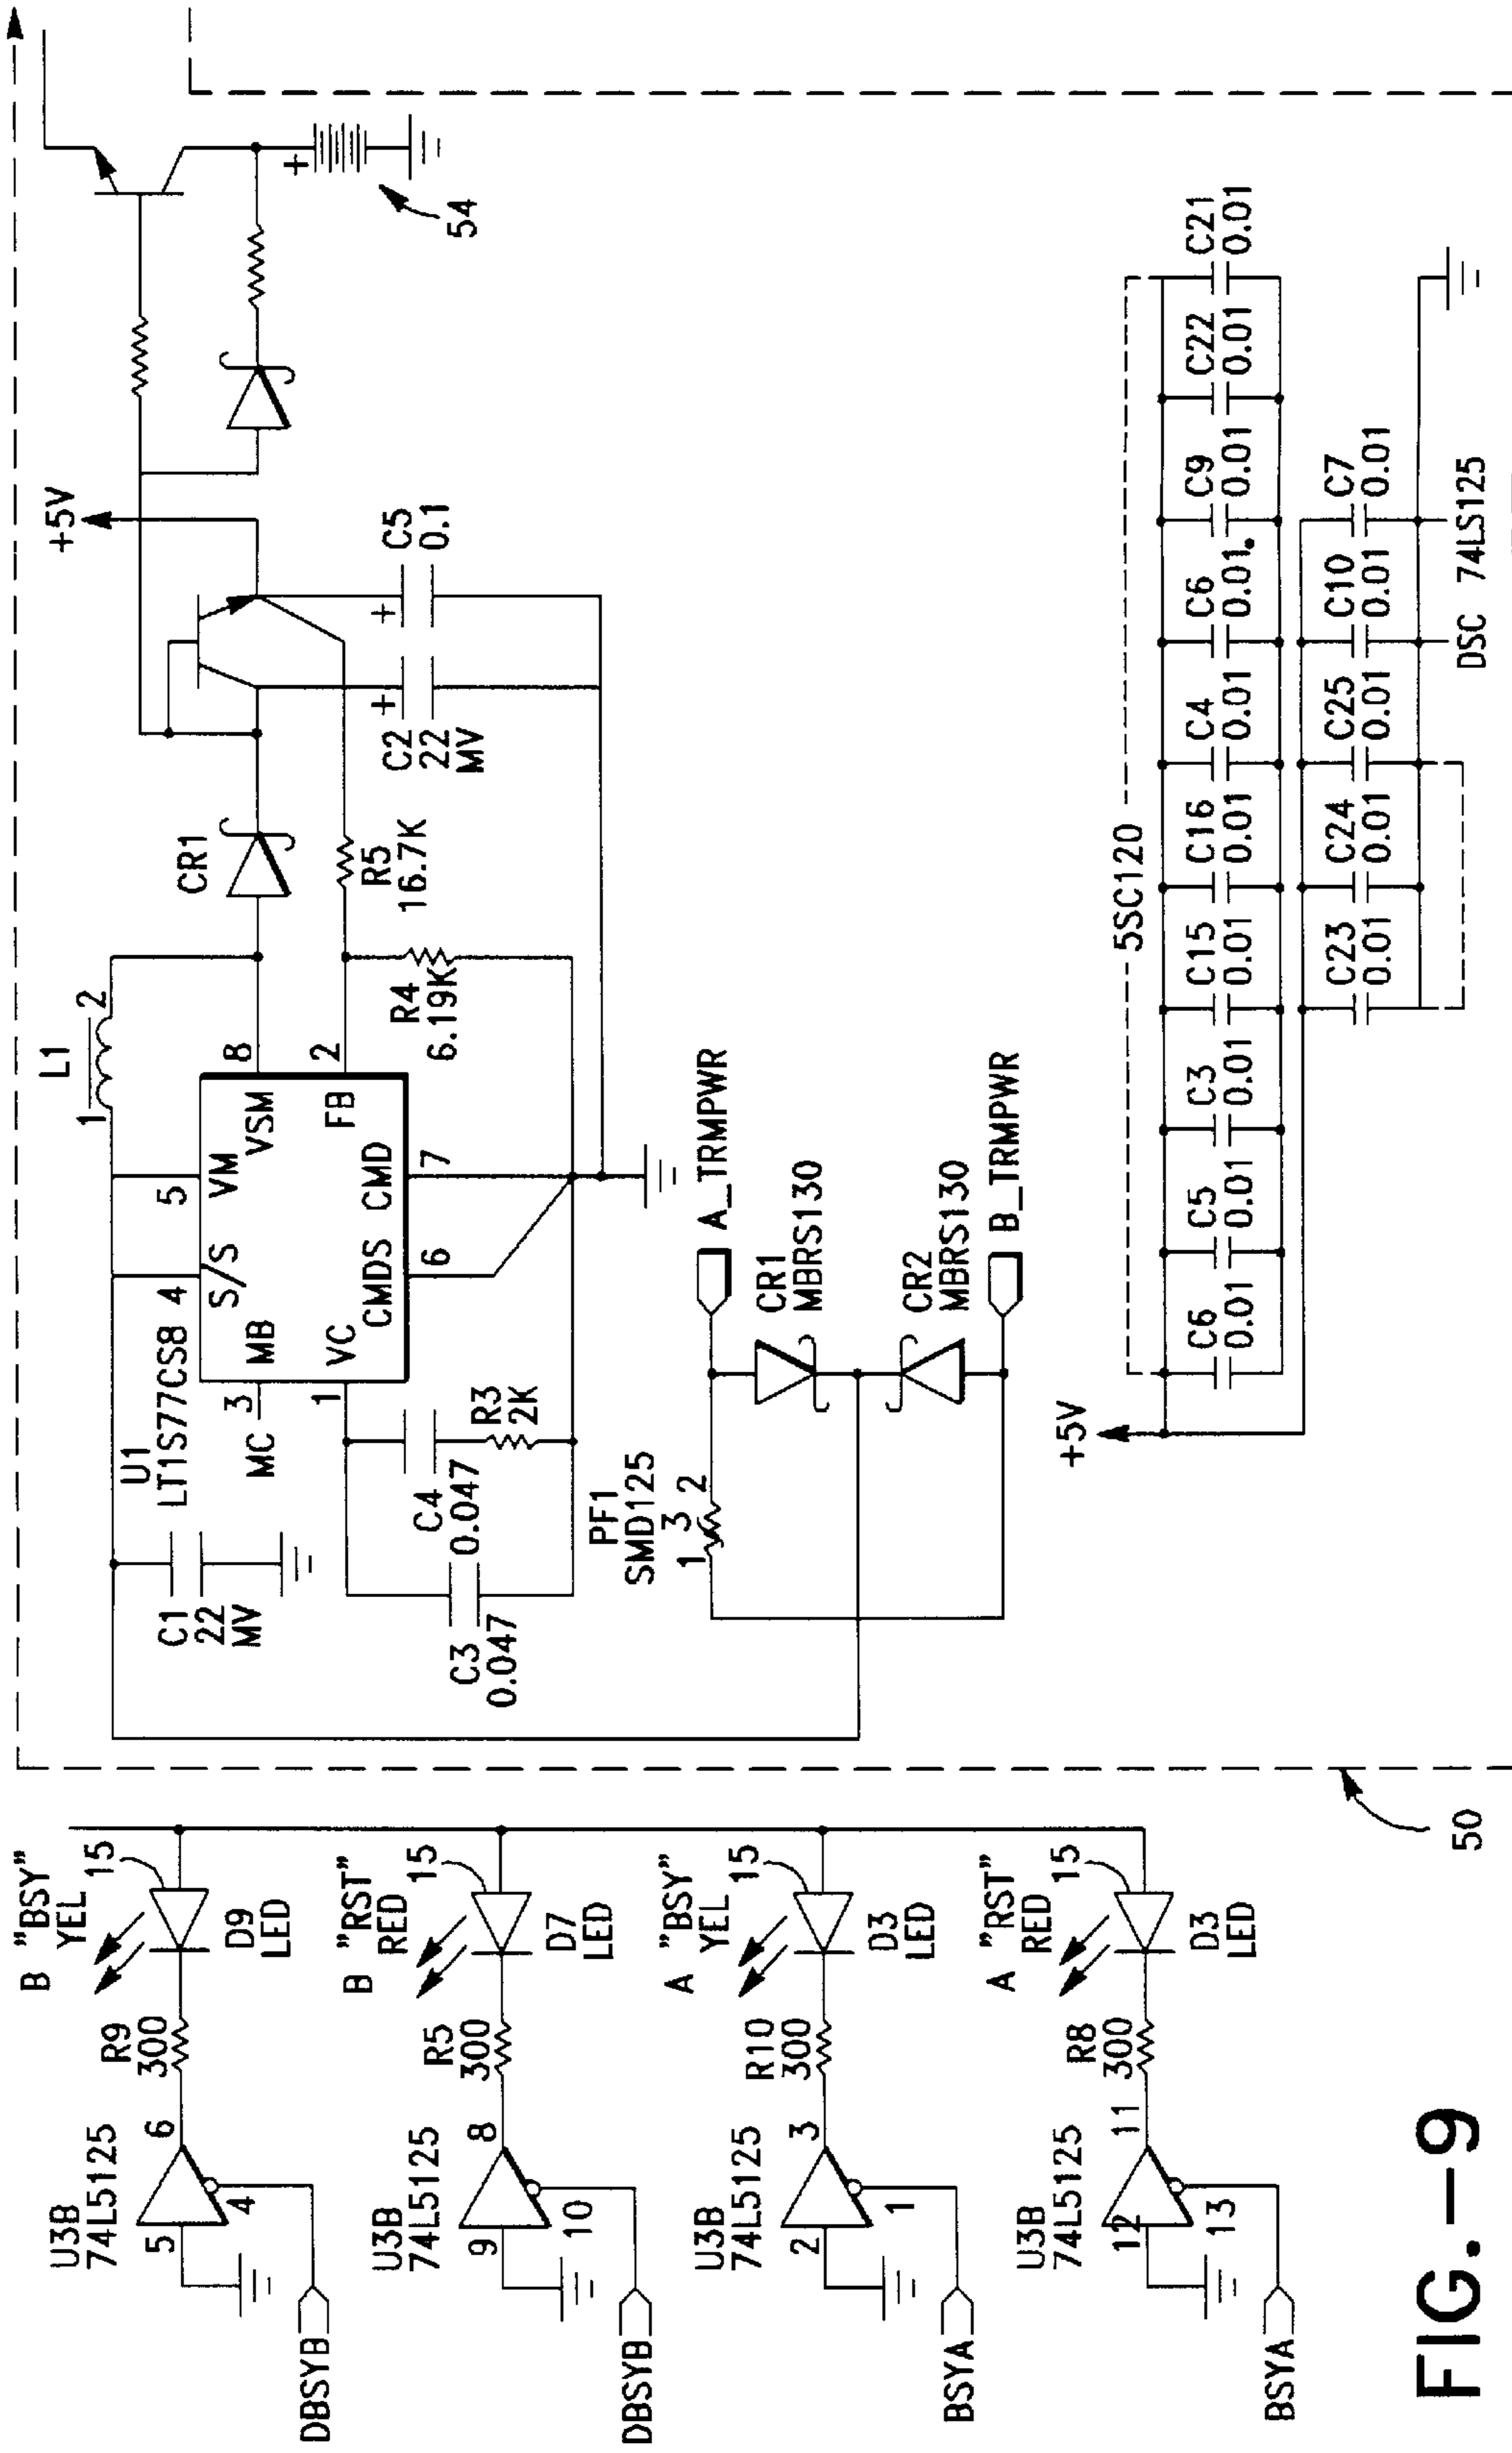 B "BSY"
YEL
15
D9
LED
R9
300
U3B
74L5125
5
6
4
DBSYB
B "RST"
RED
15
D7
LED
R5
300
U3B
74L5125
9
8
10
DBSYB
A "BSY"
YEL
15
D3
LED
R10
300
U3B
74L5125
2
3
1
BSYA
A "RST"
RED
15
D3
LED
R8
300
U3B
74L5125
12
11
13
BSYA
50
C1
22
MV
U1
LT1S77CS8
MC
3
MB
4
S/S
5
VM
L1
1
2
VSM
8
FB
2
VC
1
CMDS
6
CMD
7
C3
0.047
C4
0.047
R3
2K
R4
6.19K
R5
16.7K
CR1
C2
22
MV
C5
0.1
+5V
54
PF1
SMD125
1
3
2
A_TRMPWR
CR1
MBRS130
CR2
MBRS130
B_TRMPWR
+5V
5SC120
C6
0.01
C5
0.01
C3
0.01
C15
0.01
C16
0.01
C4
0.01
C6
0.01
C9
0.01
C22
0.01
C21
0.01
C23
0.01
C24
0.01
C25
0.01
C10
0.01
C7
0.01
DSC 74LS125
FIG.-9